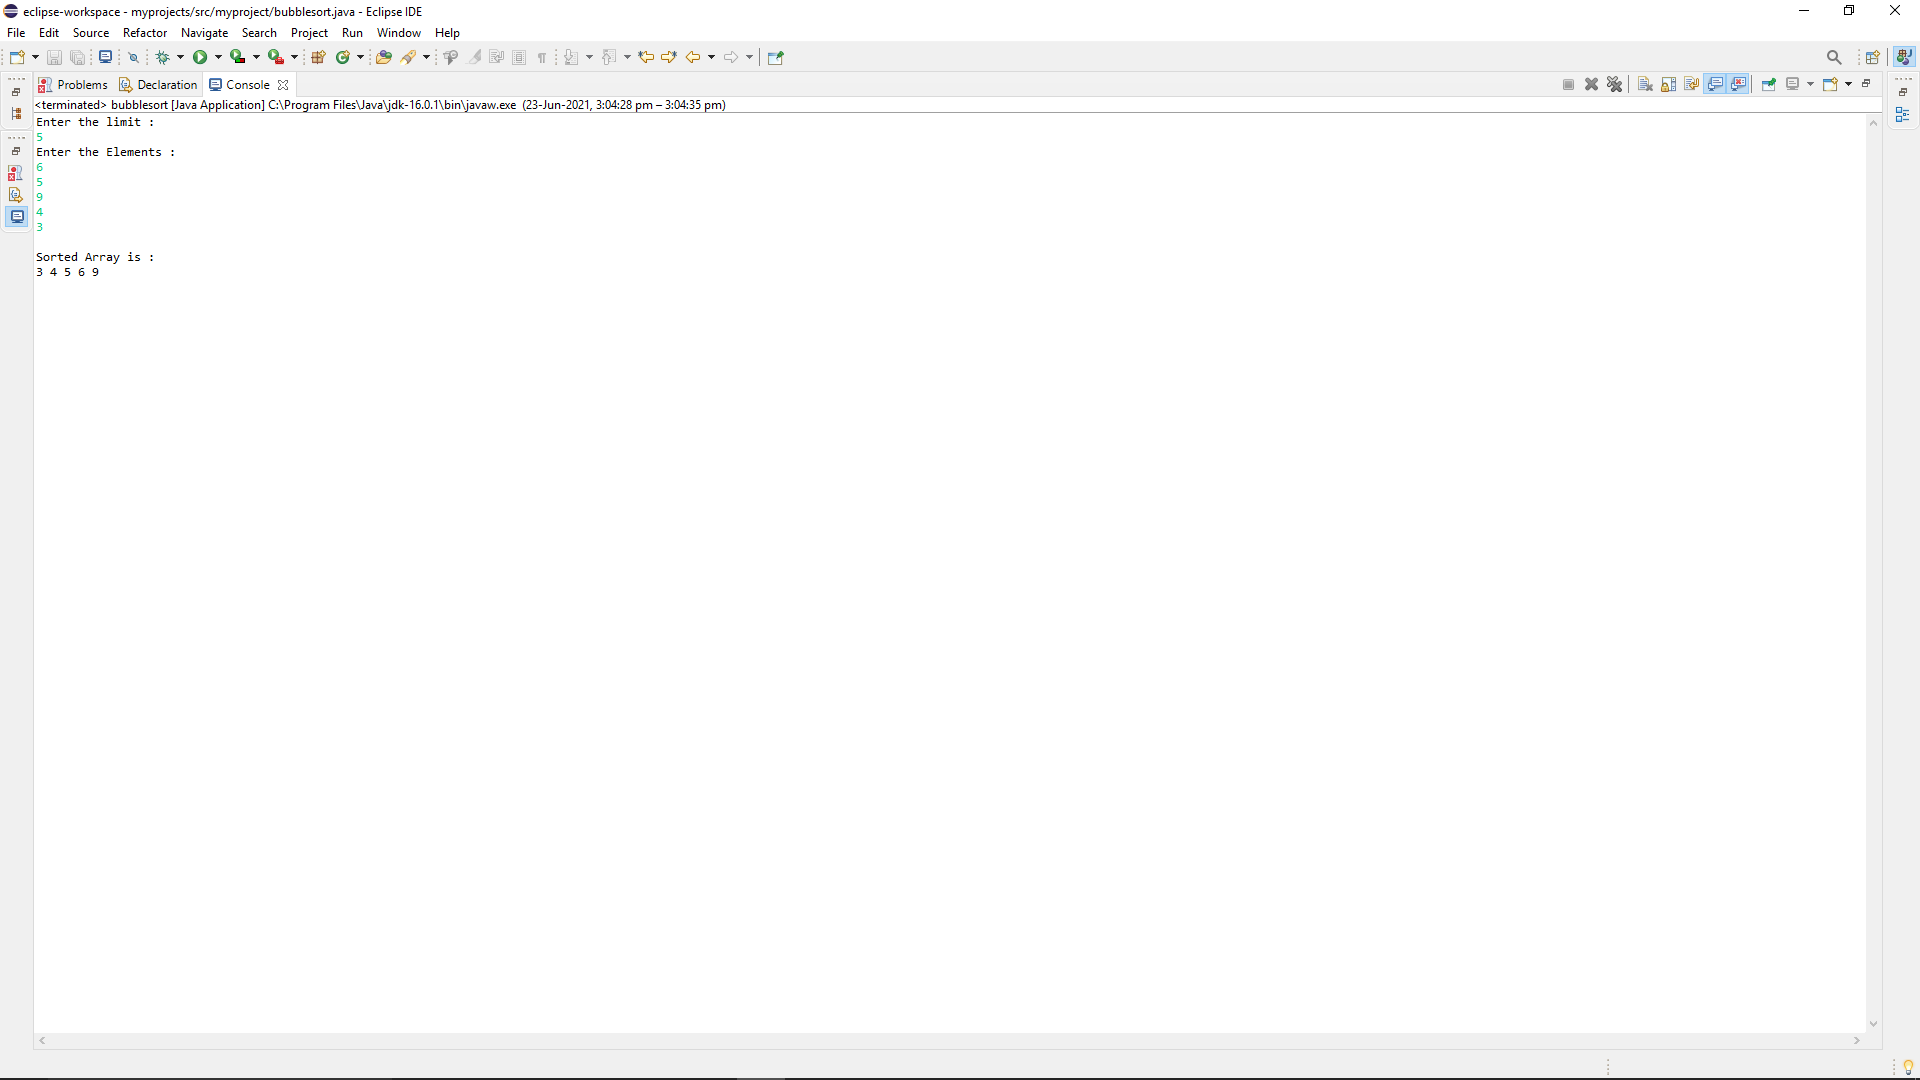 eclipse-workspace - myprojects/src/myproject/bubblesort.java - Eclipse IDE
File Edit Source Refactor Navigate Search Project Run Window Help
Problems Declaration Console
<terminated> bubblesort [Java Application] C:\Program Files\Java\jdk-16.0.1\bin\javaw.exe (23-Jun-2021, 3:04:28 pm – 3:04:35 pm)
Enter the limit :
5
Enter the Elements :
6
5
9
4
3
Sorted Array is :
3 4 5 6 9